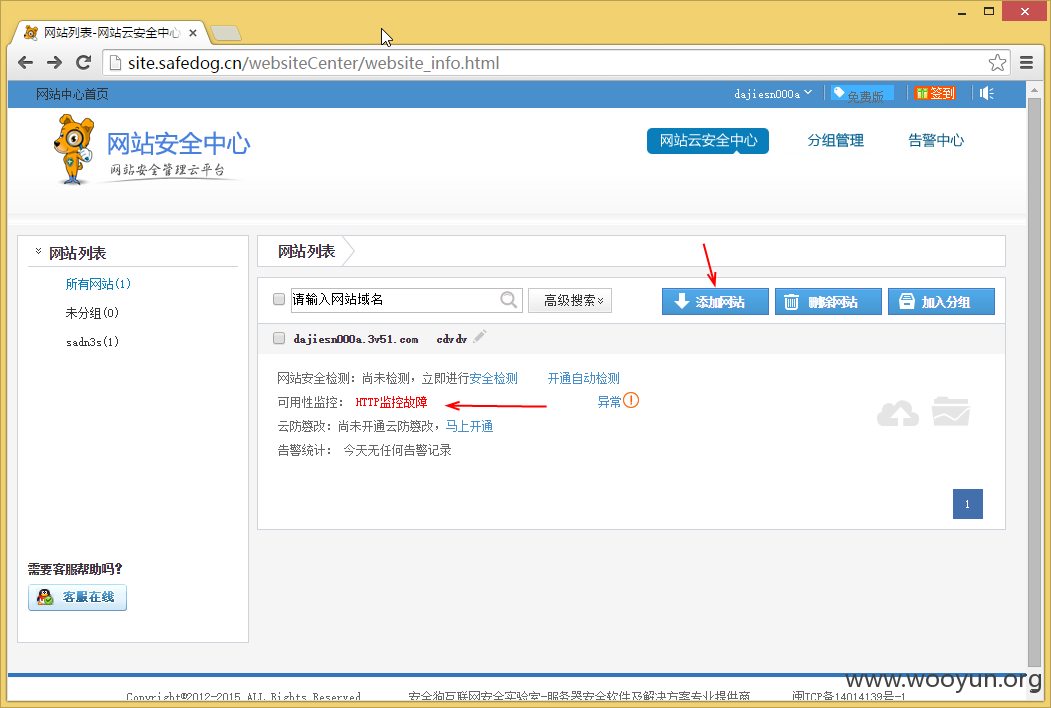 网站列表-网站云安全中心
site.safedog.cn/websiteCenter/website_info.html
网站中心首页
dajiesn000a
免费版
签到
网站安全中心
网站安全管理云平台
网站云安全中心
分组管理
告警中心
网站列表
所有网站(1)
未分组(0)
sadn3s(1)
需要客服帮助吗?
客服在线
网站列表
请输入网站域名
高级搜索
添加网站
删除网站
加入分组
dajiesn000a.3v51.com cdvdv
网站安全检测：尚未检测，立即进行安全检测 开通自动检测
可用性监控： HTTP监控故障 异常
云防篡改：尚未开通云防篡改，马上开通
告警统计： 今天无任何告警记录
1
Copyright©2012-2015 ALL Rights Reserved
安全狗互联网安全实验室-服务器安全软件及解决方案专业提供商
闽ICP备14014139号-1
www.wooyun.org